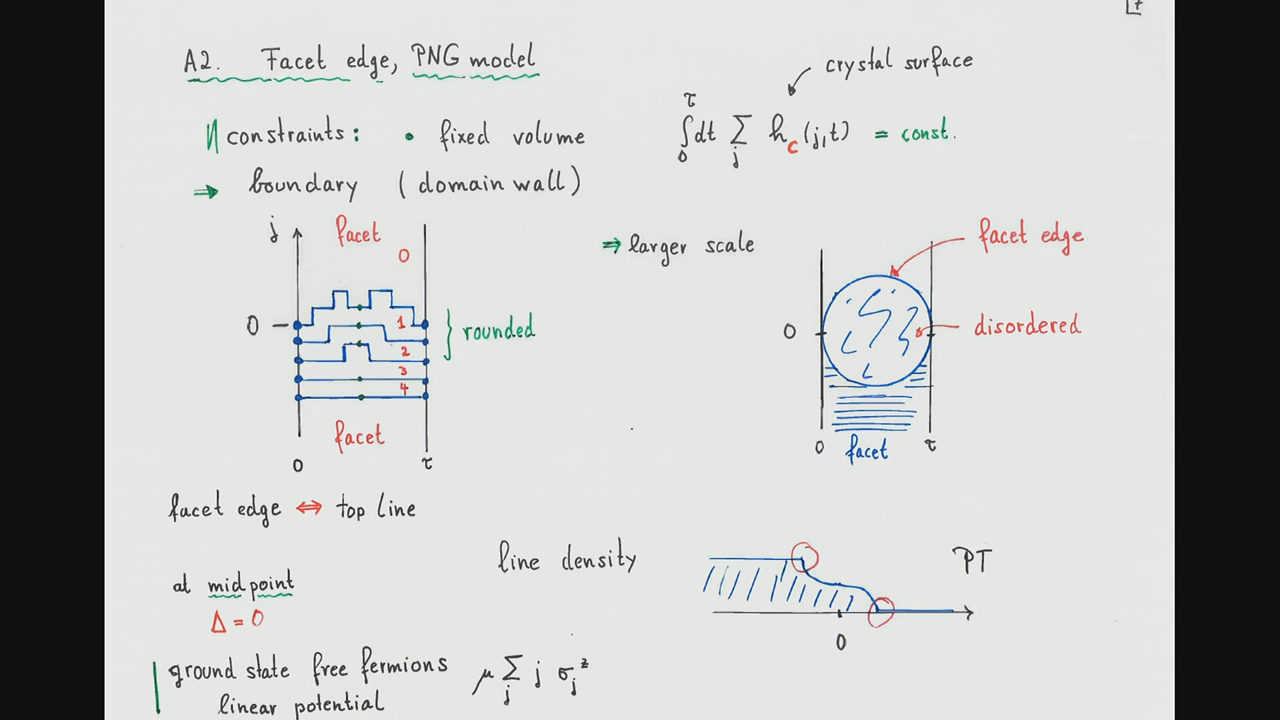 A2. Facet edge, PNG model
crystal surface
constraints: • fixed volume
∫₀^τ dt ∑_j h_c(j,t) = const.
⇒ boundary (domain wall)
j
facet
0
0
1
2
3
4
} rounded
facet
0
τ
⇒ larger scale
facet edge
0
disordered
0
τ
facet
facet edge ⇔ top line
line density
PT
0
at midpoint
Δ = 0
ground state free fermions
μ ∑_j j σ_j^z
linear potential